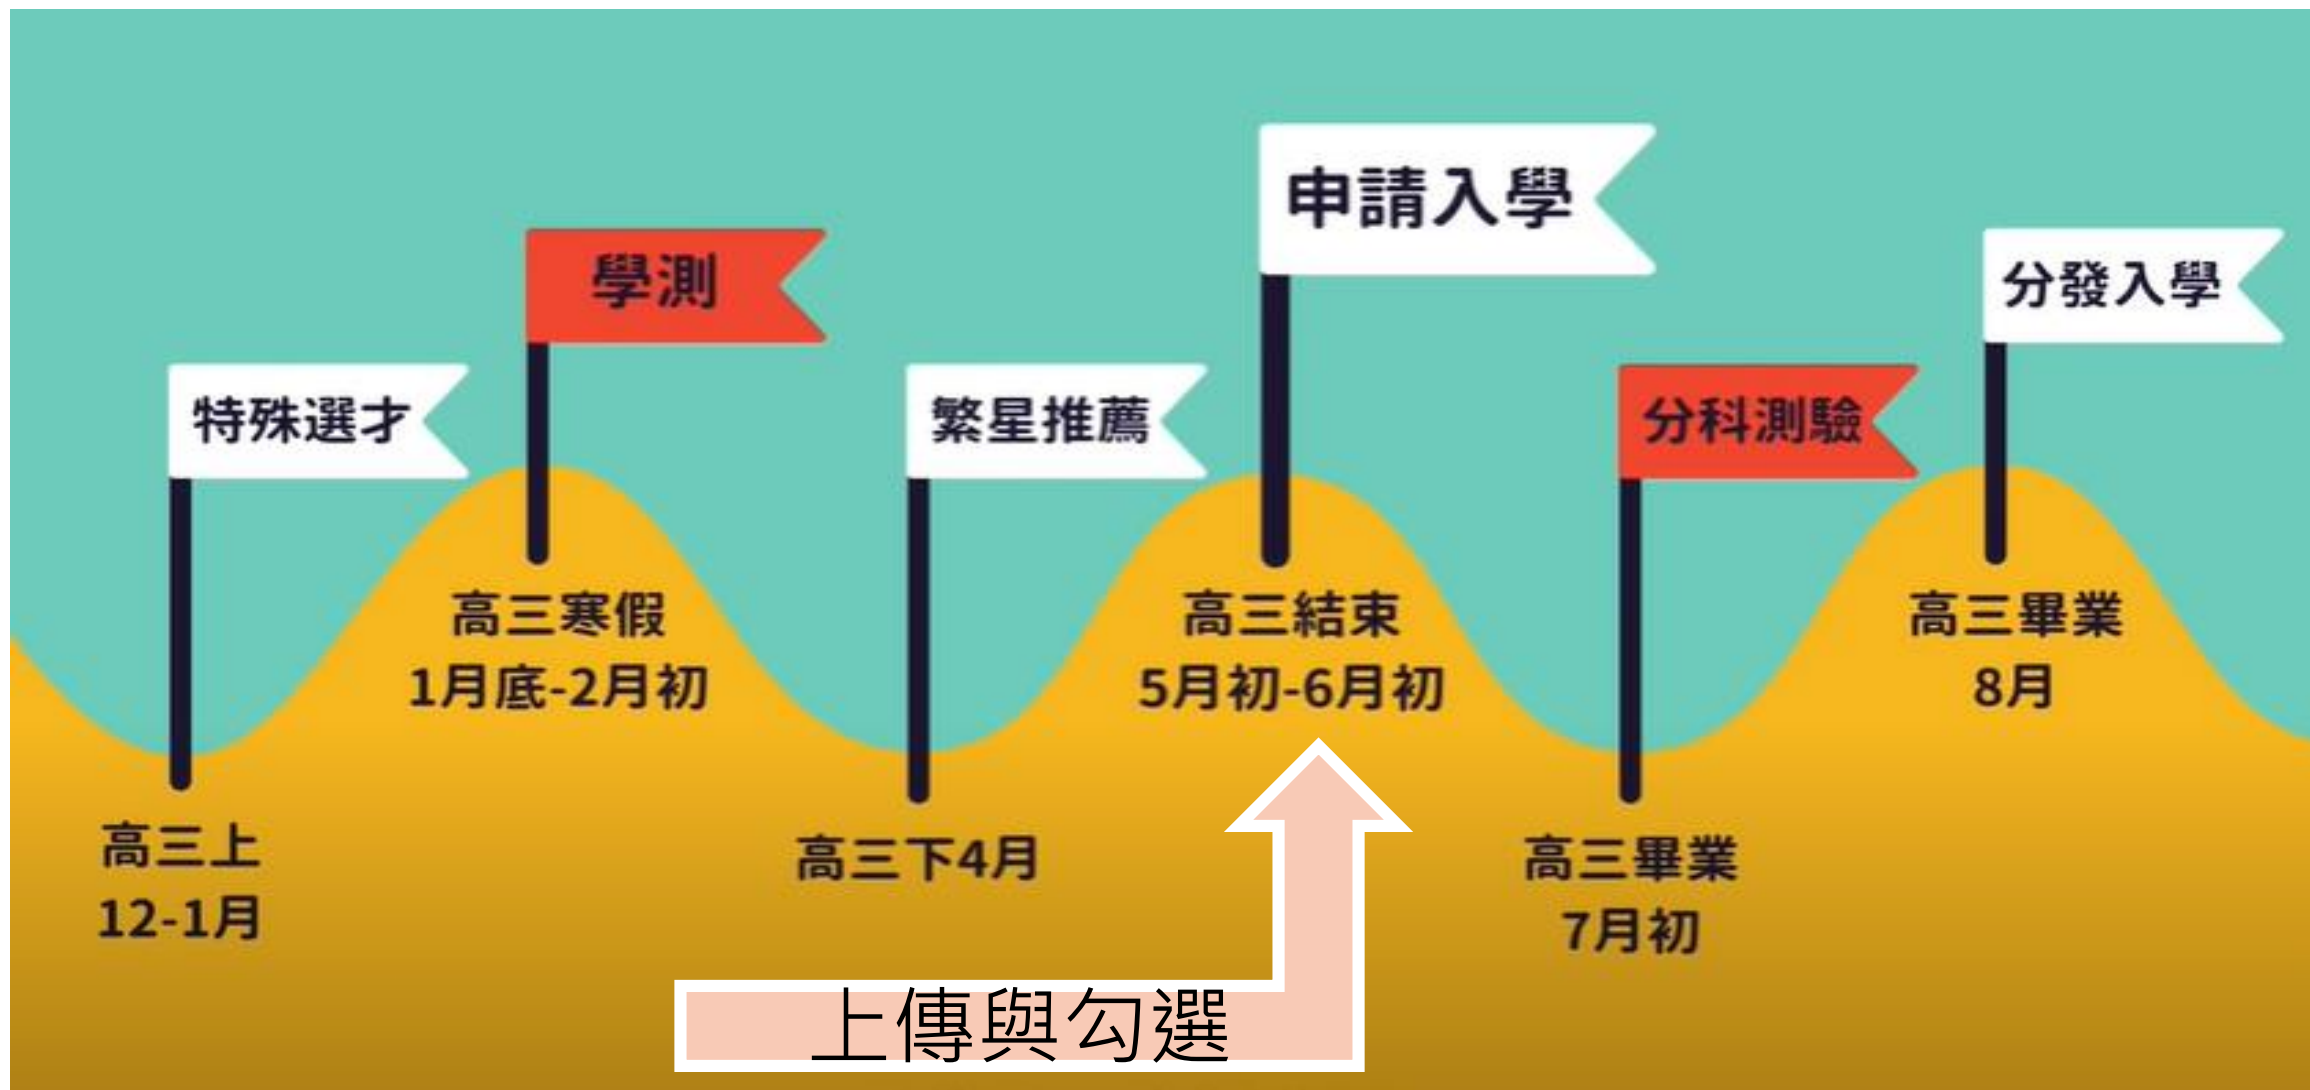 特殊選才
高三上
12-1月
學測
高三寒假
1月底-2月初
繁星推薦
高三下4月
申請入學
高三結束
5月初-6月初
分科測驗
高三畢業
7月初
分發入學
高三畢業
8月
上傳與勾選